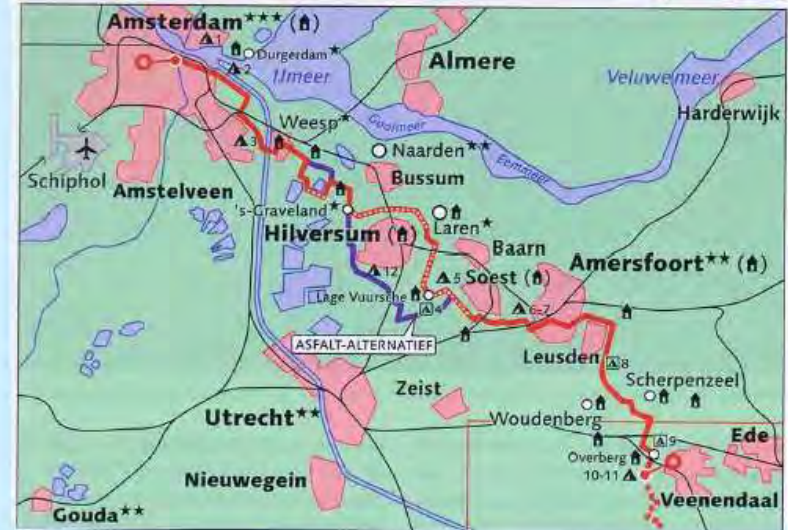 Amsterdam*** ( )
1
Durgerdam*
2
IJmeer
Almere
Veluwemeer
Harderwijk
Weesp*
Gooimeer
3
Naarden**
Eemmeer
Schiphol
Bussum
Amstelveen
's-Graveland*
Laren*
Hilversum ( )
Baarn
12
5
Soest ( )
Amersfoort** ( )
Lage Vuursche
4
6-7
ASFALT-ALTERNATIEF
Leusden
8
Zeist
Scherpenzeel
Utrecht**
Woudenberg
9
Ede
Overberg
Nieuwegein
10-11
Veenendaal
Gouda**